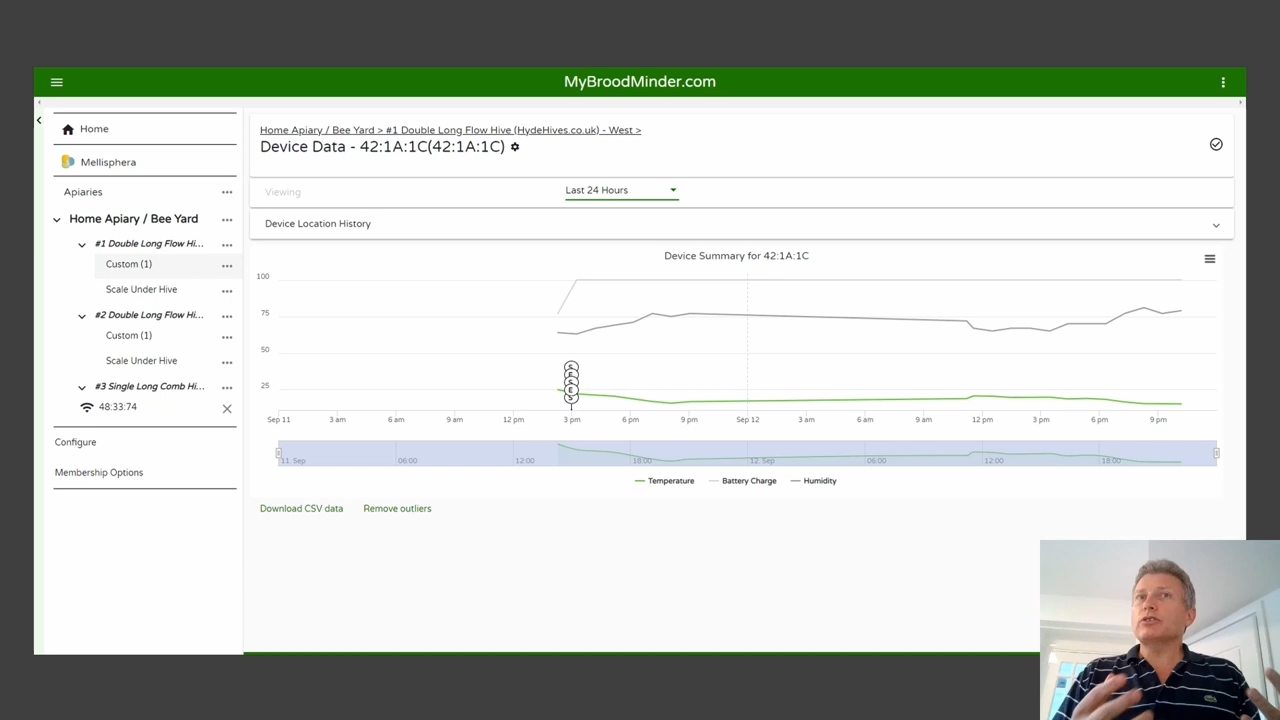 MyBroodMinder.com
Home
Mellisphera
Apiaries
Home Apiary / Bee Yard
#1 Double Long Flow Hi...
Custom (1)
Scale Under Hive
#2 Double Long Flow Hi...
Custom (1)
Scale Under Hive
#3 Single Long Comb Hi...
48:33:74
Configure
Membership Options
Home Apiary / Bee Yard > #1 Double Long Flow Hive (HydeHives.co.uk) - West >
Device Data - 42:1A:1C(42:1A:1C)
Viewing
Last 24 Hours
Device Location History
Device Summary for 42:1A:1C
100
75
50
25
S
E
S
E
S
Sep 11 3 am 6 am 9 am 12 pm 3 pm 6 pm 9 pm Sep 12 3 am 6 am 9 am 12 pm 3 pm 6 pm 9 pm
11. Sep 06:00 12:00 18:00 12. Sep 06:00 12:00 18:00
Temperature Battery Charge Humidity
Download CSV data Remove outliers